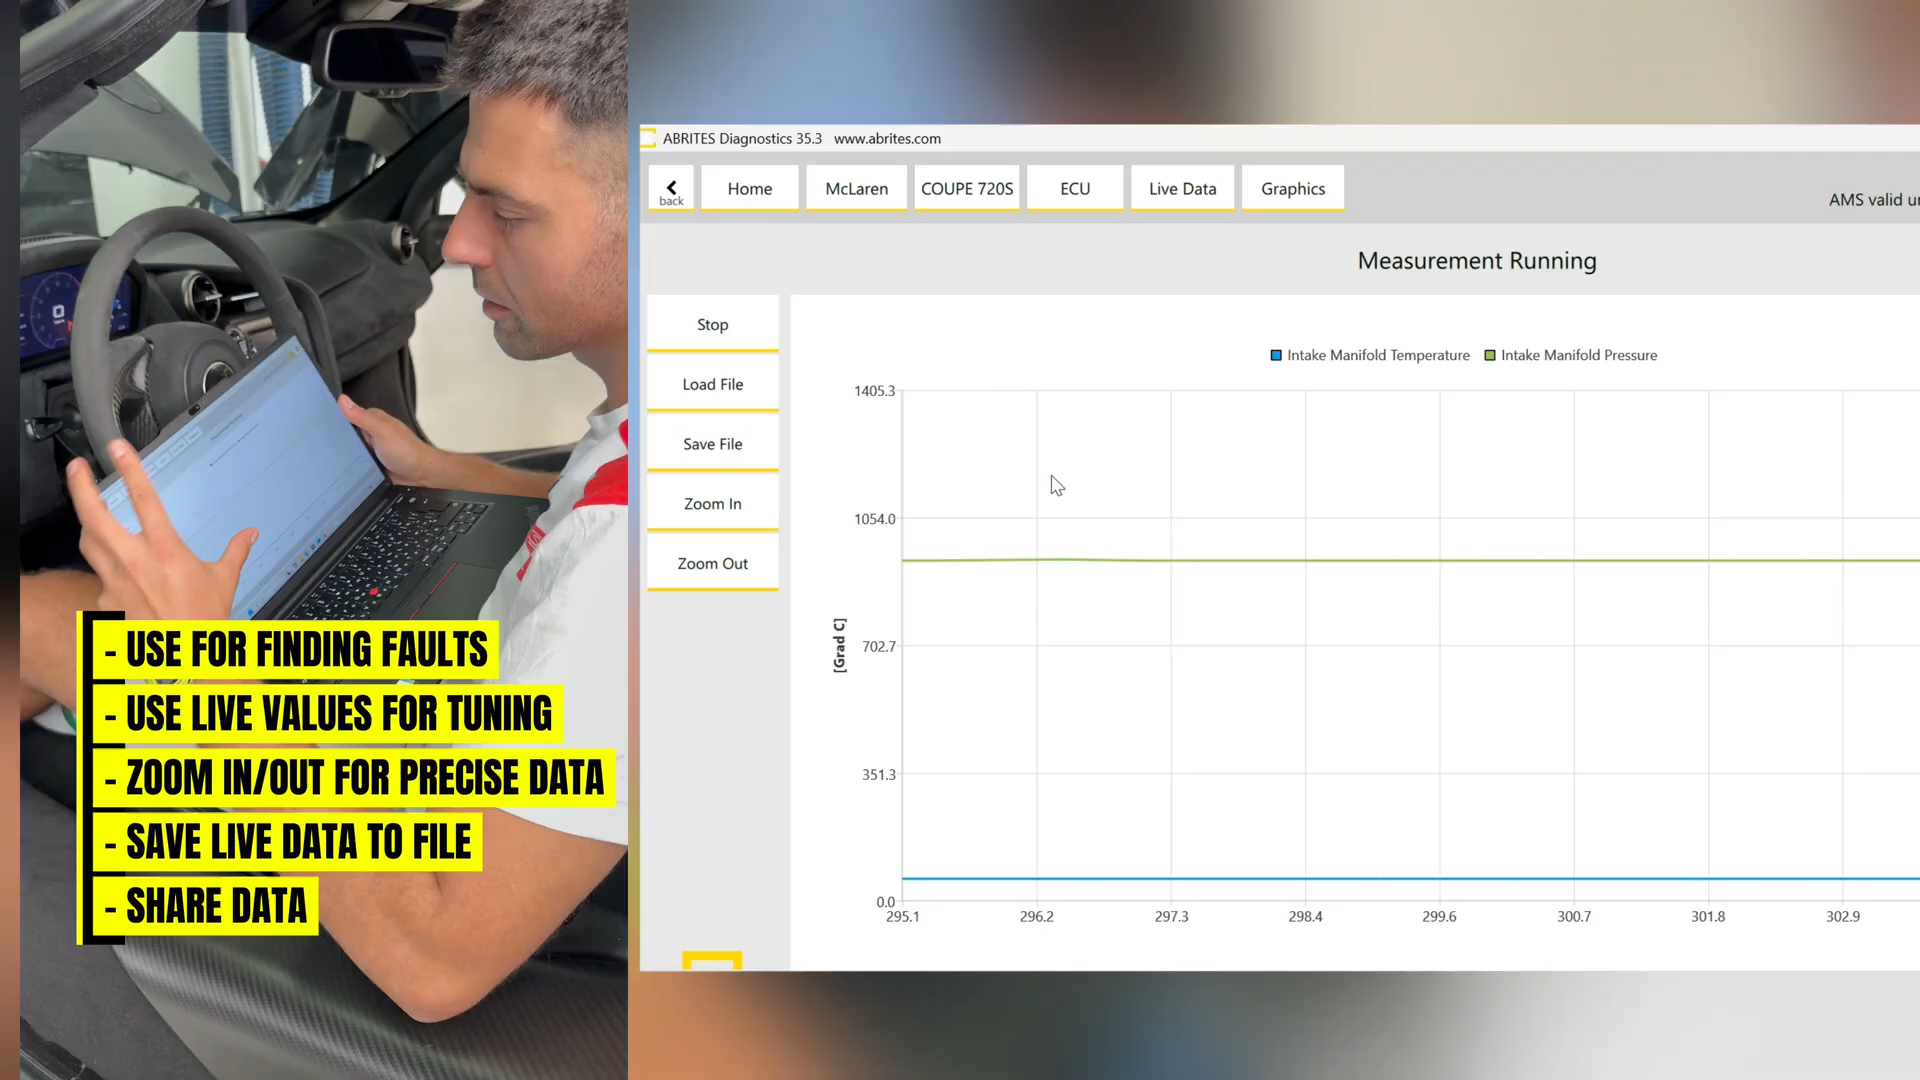 - USE FOR FINDING FAULTS
- USE LIVE VALUES FOR TUNING
- ZOOM IN/OUT FOR PRECISE DATA
- SAVE LIVE DATA TO FILE
- SHARE DATA
ABRITES Diagnostics 35.3 www.abrites.com
back
Home
McLaren
COUPE 720S
ECU
Live Data
Graphics
AMS valid
Measurement Running
Stop
Load File
Save File
Zoom In
Zoom Out
Intake Manifold Temperature
Intake Manifold Pressure
[Grad C]
1405.3
1054.0
702.7
351.3
0.0
295.1 296.2 297.3 298.4 299.6 300.7 301.8 302.9